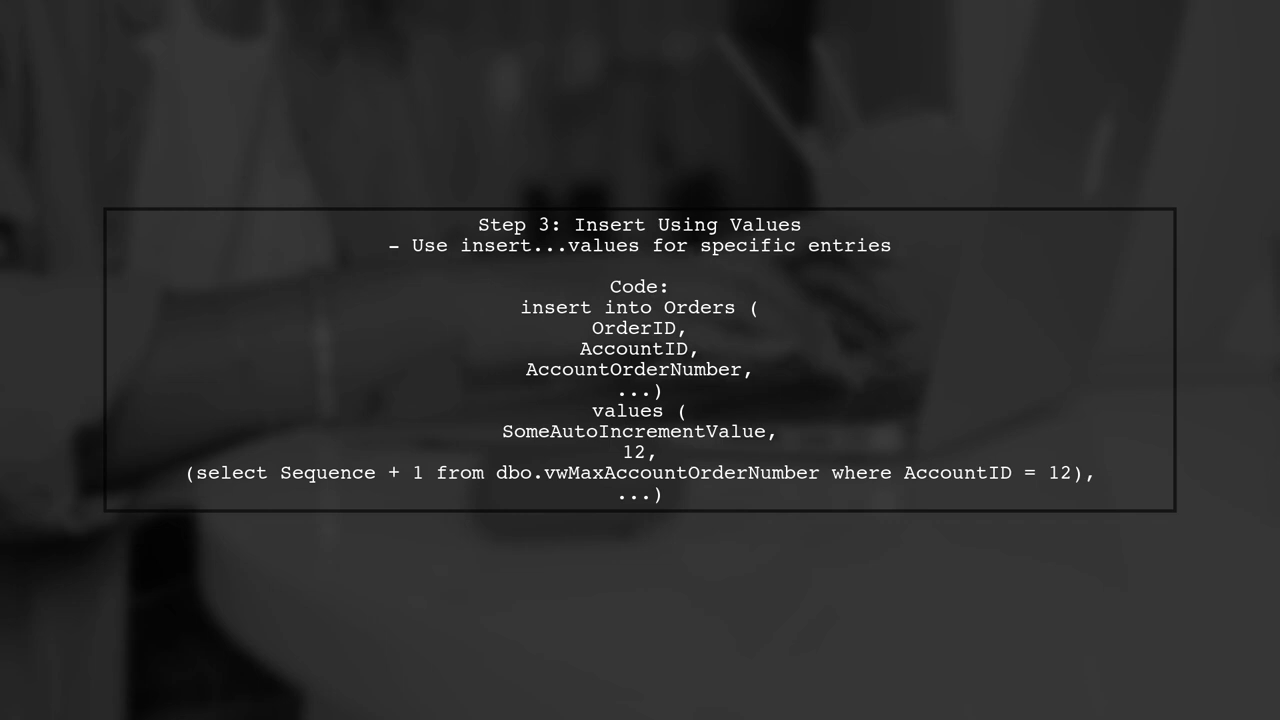 Step 3: Insert Using Values
– Use insert...values for specific entries
Code:
insert into Orders (
OrderID,
AccountID,
AccountOrderNumber,
...)
values (
SomeAutoIncrementValue,
12,
(select Sequence + 1 from dbo.vwMaxAccountOrderNumber where AccountID = 12),
...)